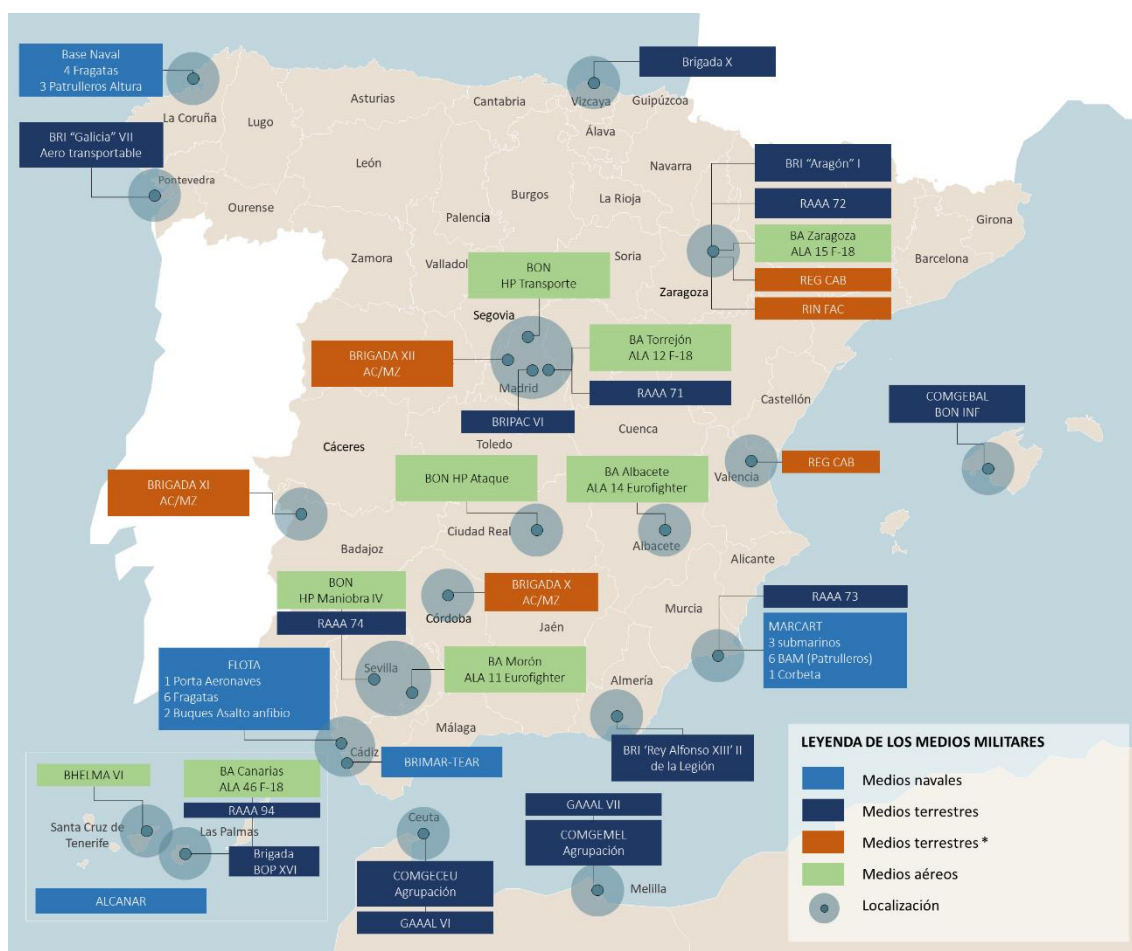 Base Naval
4 Fragatas
3 Patrulleros Altura
La Coruña
Lugo
Asturias
Cantabria
Vizcaya
Guipúzcoa
Brigada X
Álava
Navarra
BRI "Galicia" VII
Aero transportable
Pontevedra
Ourense
León
Palencia
Burgos
La Rioja
BRI "Aragón" I
RAAA 72
BA Zaragoza
ALA 15 F-18
REG CAB
RIN FAC
Zaragoza
Girona
Barcelona
Zamora
Valladol
Soria
BON
HP Transporte
Segovia
BRIGADA XII
AC/MZ
BA Torrejón
ALA 12 F-18
Madrid
RAAA 71
BRIPAC VI
Castellón
COMGEBAL
BON INF
Cáceres
Toledo
Cuenca
REG CAB
Valencia
BRIGADA XI
AC/MZ
BON HP Ataque
BA Albacete
ALA 14 Eurofighter
Ciudad Real
Albacete
Badajoz
Alicante
BON
HP Maniobra IV
RAAA 74
Córdoba
BRIGADA X
AC/MZ
Jaén
Murcia
RAAA 73
MARCART
3 submarinos
6 BAM (Patrulleros)
1 Corbeta
FLOTA
1 Porta Aeronaves
6 Fragatas
2 Buques Asalto anfibio
Sevilla
BA Morón
ALA 11 Eurofighter
Almería
Málaga
Cádiz
BRIMAR-TEAR
BRI 'Rey Alfonso XIII' II
de la Legión
BHELMA VI
BA Canarias
ALA 46 F-18
RAAA 94
Santa Cruz de
Tenerife
Las Palmas
Brigada
BOP XVI
ALCANAR
Ceuta
COMGECEU
Agrupación
GAAAL VI
GAAAL VII
COMGEMEL
Agrupación
Melilla
LEYENDA DE LOS MEDIOS MILITARES
Medios navales
Medios terrestres
Medios terrestres *
Medios aéreos
Localización